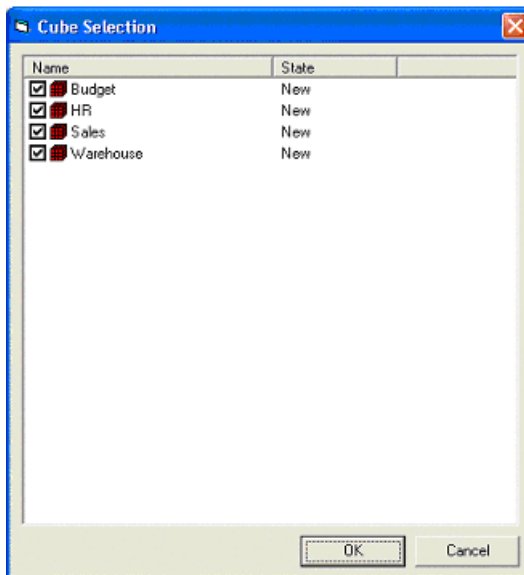 Cube Selection
Name State
Budget New
HR New
Sales New
Warehouse New
OK Cancel